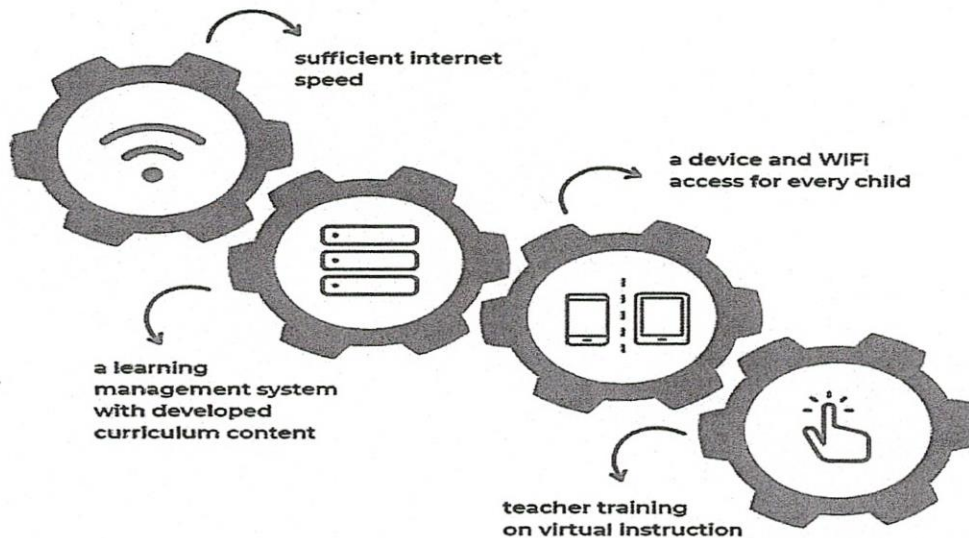 sufficient internet
speed
a device and WiFi
access for every child
a learning
management system
with developed
curriculum content
teacher training
on virtual instruction